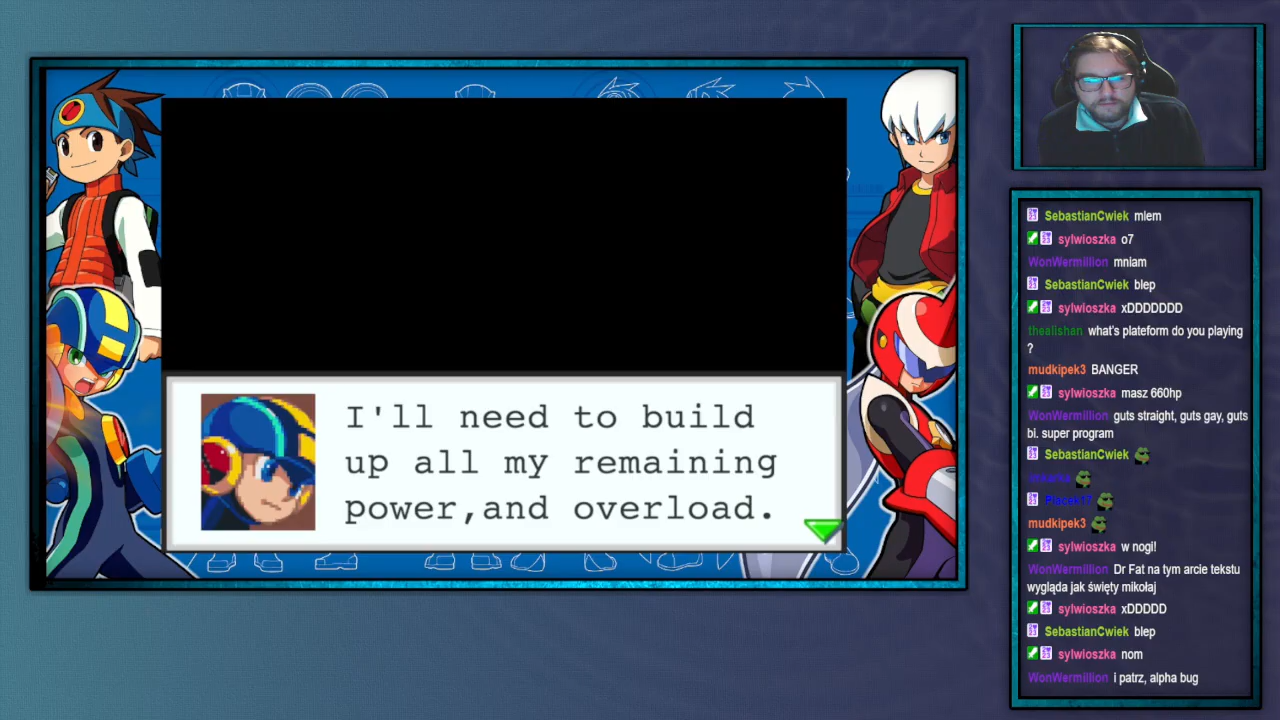 I'll need to build
up all my remaining
power,and overload.
SebastianCwiek mlem
sylwioszka o7
WonWermillion mniam
SebastianCwiek blep
sylwioszka xDDDDDDD
thealishan what's plateform do you playing
?
mudkipek3 BANGER
sylwioszka masz 660hp
WonWermillion guts straight, guts gay, guts
bi. super program
SebastianCwiek
Placek17
mudkipek3
sylwioszka w nogi!
WonWermillion Dr Fat na tym arcie tekstu
wygląda jak święty mikołaj
sylwioszka xDDDDD
SebastianCwiek blep
sylwioszka nom
WonWermillion i patrz, alpha bug